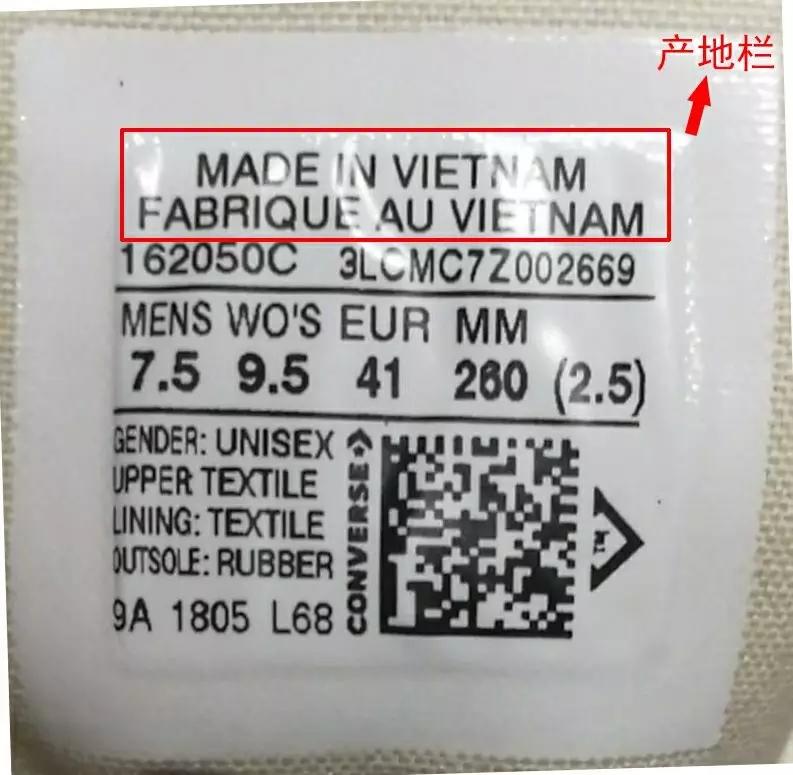 产地栏
MADE IN VIETNAM
FABRIQUE AU VIETNAM
162050C 3LCMC7Z002669
MENS WO'S EUR MM
7.5 9.5 41 260 (2.5)
GENDER: UNISEX
UPPER TEXTILE
LINING: TEXTILE
OUTSOLE: RUBBER
9A 1805 L68
CONVERSE